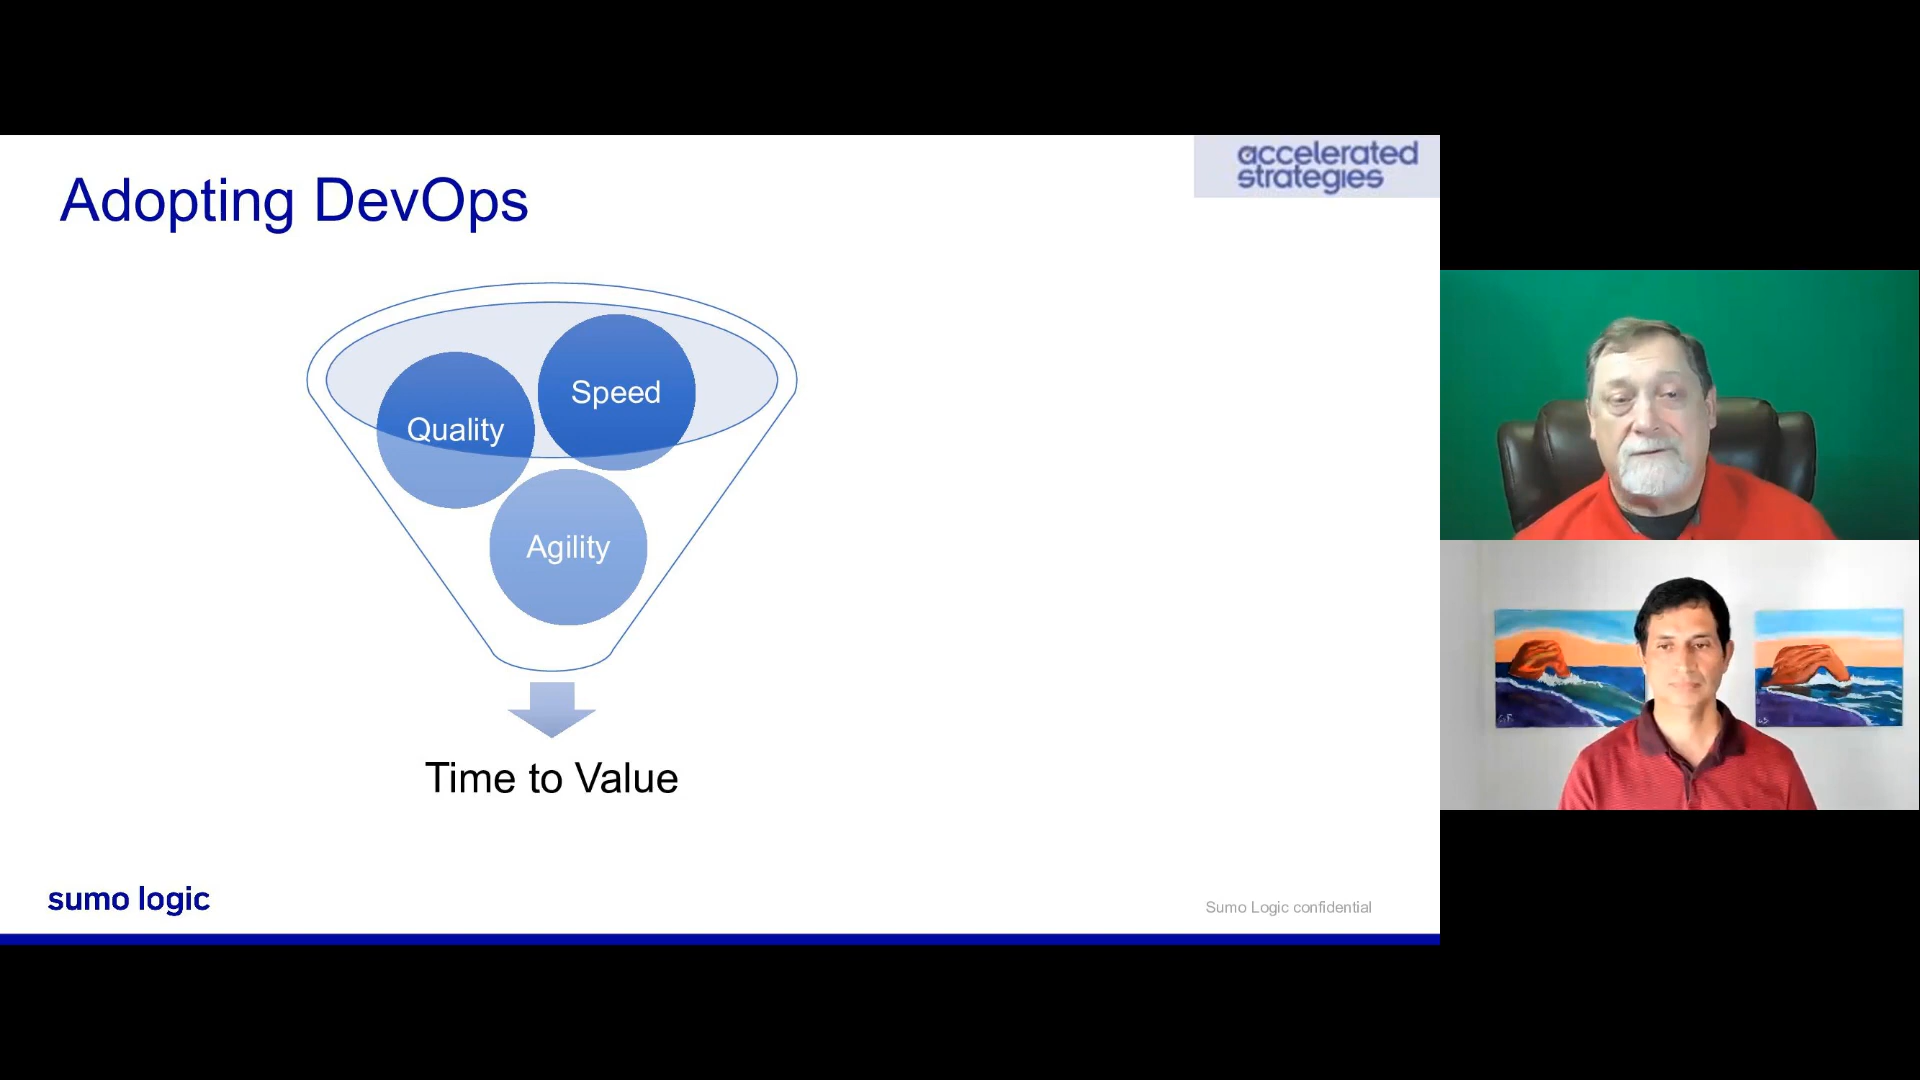 accelerated
strategies
Adopting DevOps
Speed
Quality
Agility
Time to Value
sumo logic
Sumo Logic confidential